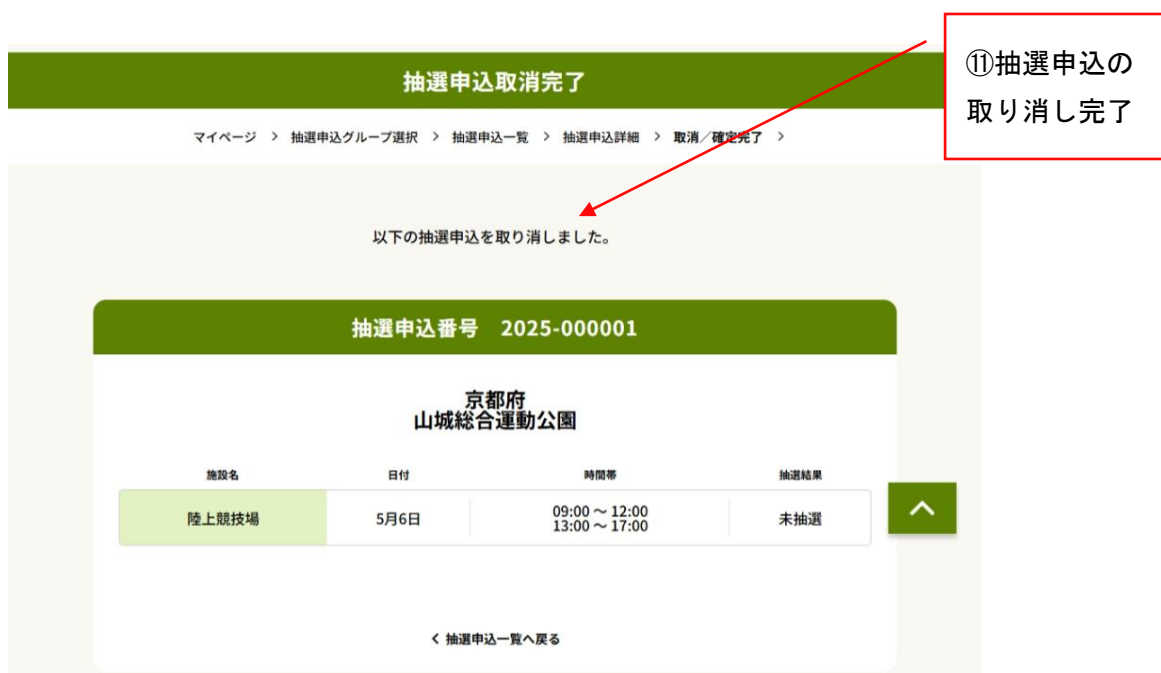 抽選申込取消完了
⑪抽選申込の
取り消し完了
マイページ > 抽選申込グループ選択 > 抽選申込一覧 > 抽選申込詳細 > 取消/確定完了 >
以下の抽選申込を取り消しました。
抽選申込番号 2025-000001
京都府
山城総合運動公園
施設名 日付 時間帯 抽選結果
陸上競技場 5月6日 09:00 ~ 12:00 未抽選
13:00 ~ 17:00
< 抽選申込一覧へ戻る